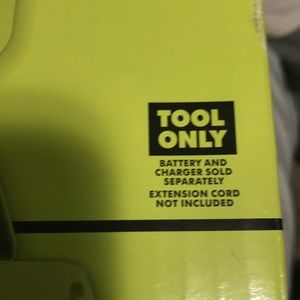 TOOL
ONLY
BATTERY AND
CHARGER SOLD
SEPARATELY
EXTENSION CORD
NOT INCLUDED